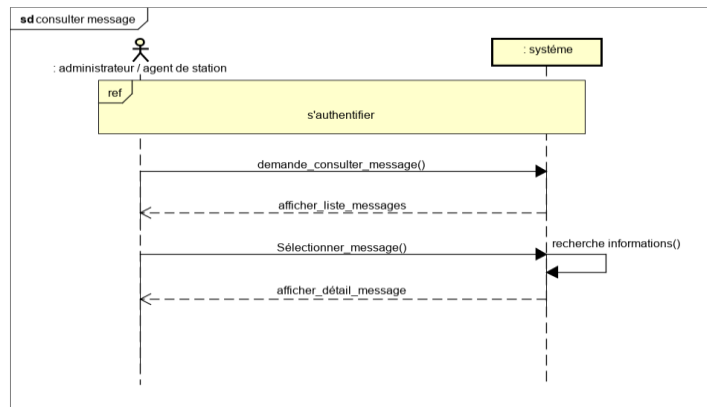 sd consulter message
: administrateur / agent de station
: systéme
ref
s'authentifier
demande_consulter_message()
afficher_liste_messages
Sélectionner_message()
recherche informations()
afficher_détail_message